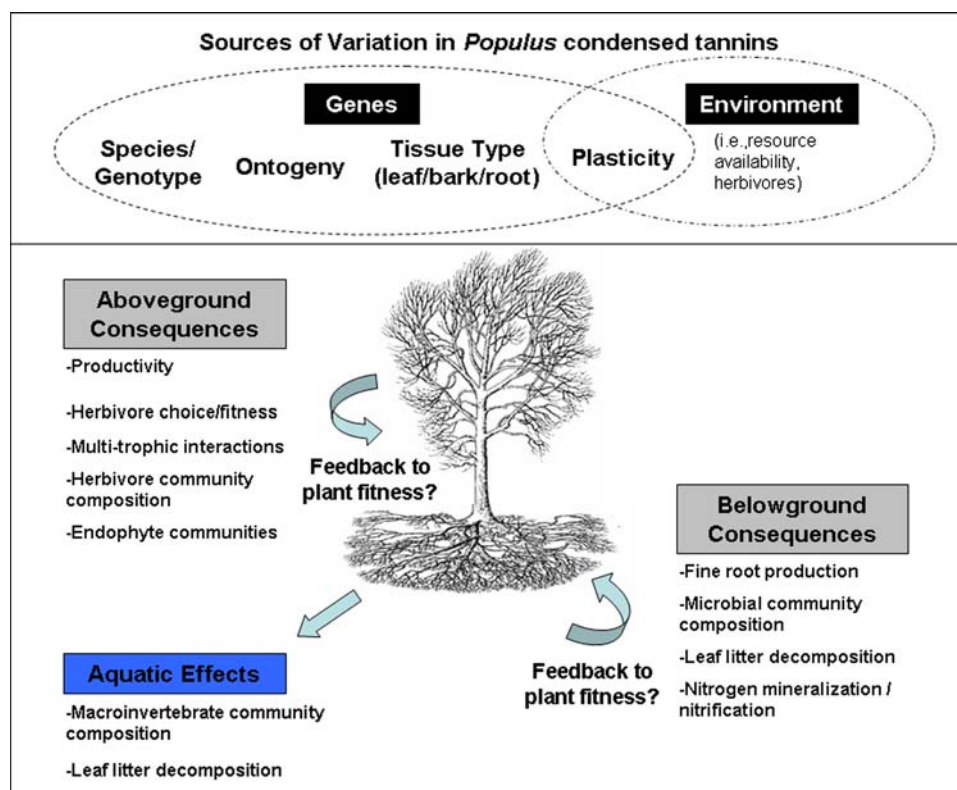 Sources of Variation in Populus condensed tannins
Genes
Environment
Species/
Genotype
Ontogeny
Tissue Type
(leaf/bark/root)
Plasticity
(i.e.,resource
availability,
herbivores)
Aboveground
Consequences
-Productivity
-Herbivore choice/fitness
-Multi-trophic interactions
-Herbivore community
composition
-Endophyte communities
Feedback to
plant fitness?
Belowground
Consequences
-Fine root production
-Microbial community
composition
-Leaf litter decomposition
-Nitrogen mineralization /
nitrification
Feedback to
plant fitness?
Aquatic Effects
-Macroinvertebrate community
composition
-Leaf litter decomposition